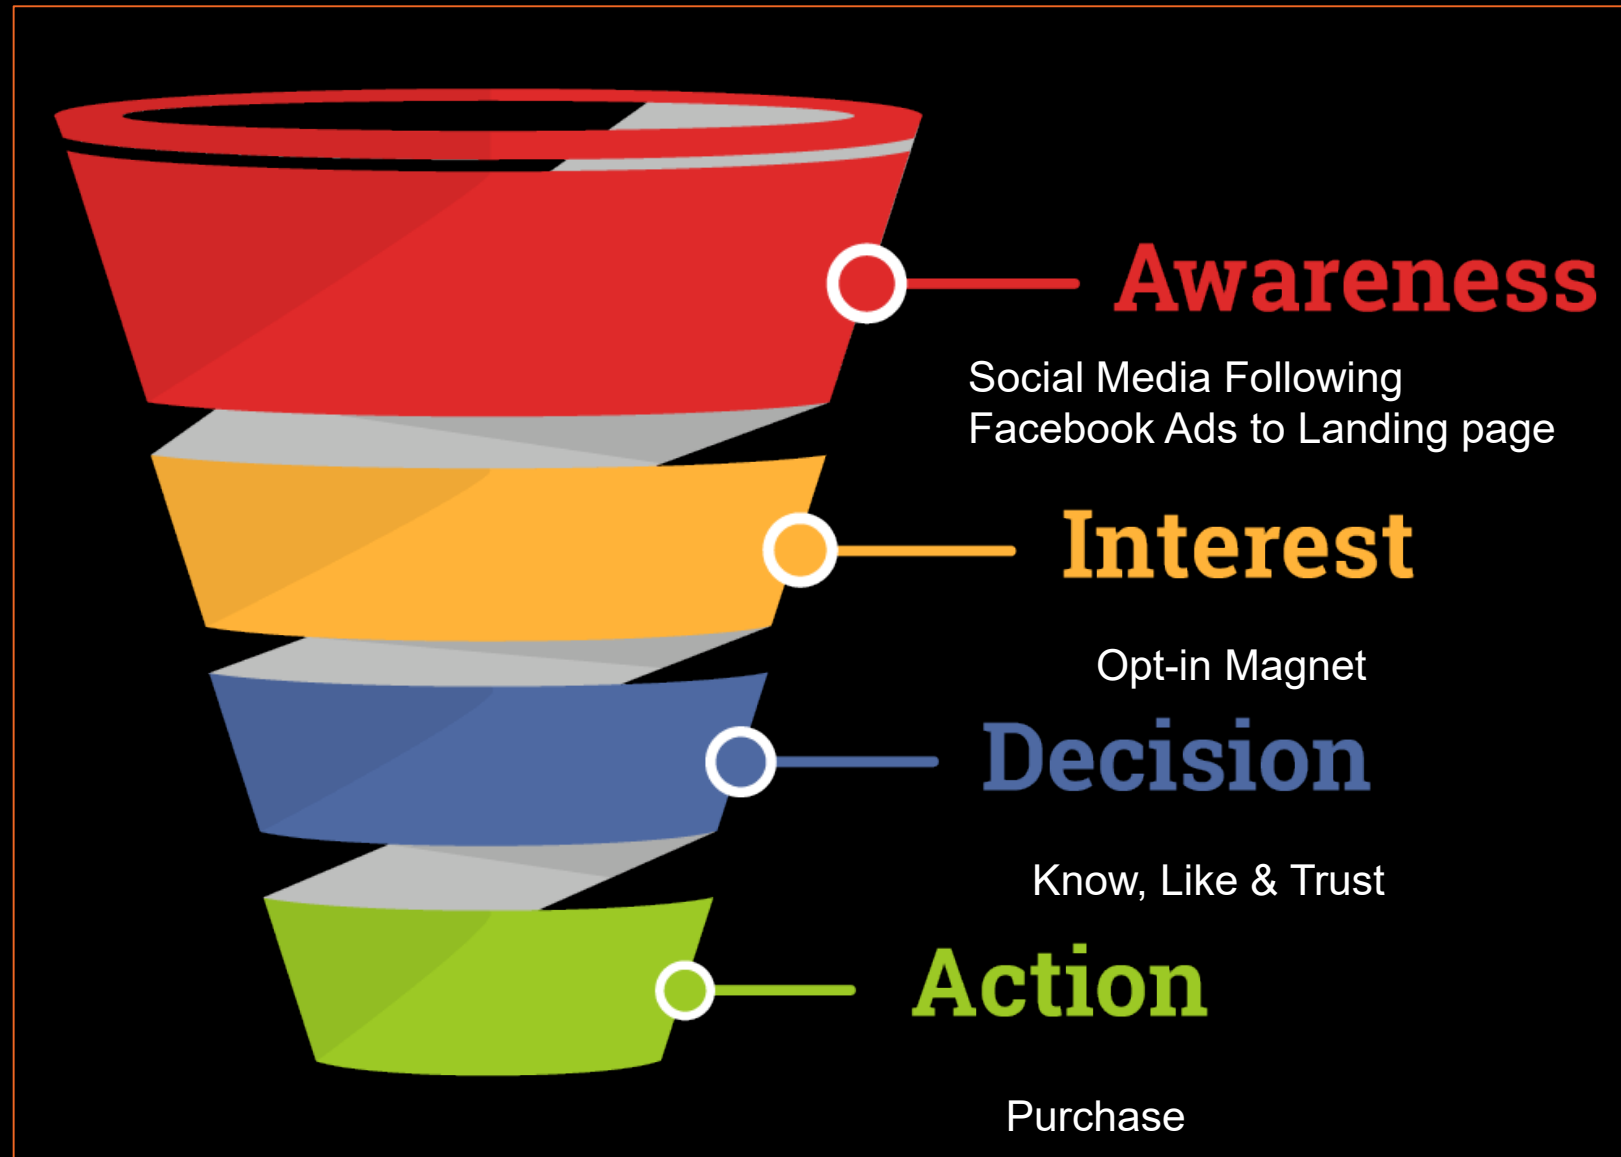 Awareness
Social Media Following
Facebook Ads to Landing page
Interest
Opt-in Magnet
Decision
Know, Like & Trust
Action
Purchase